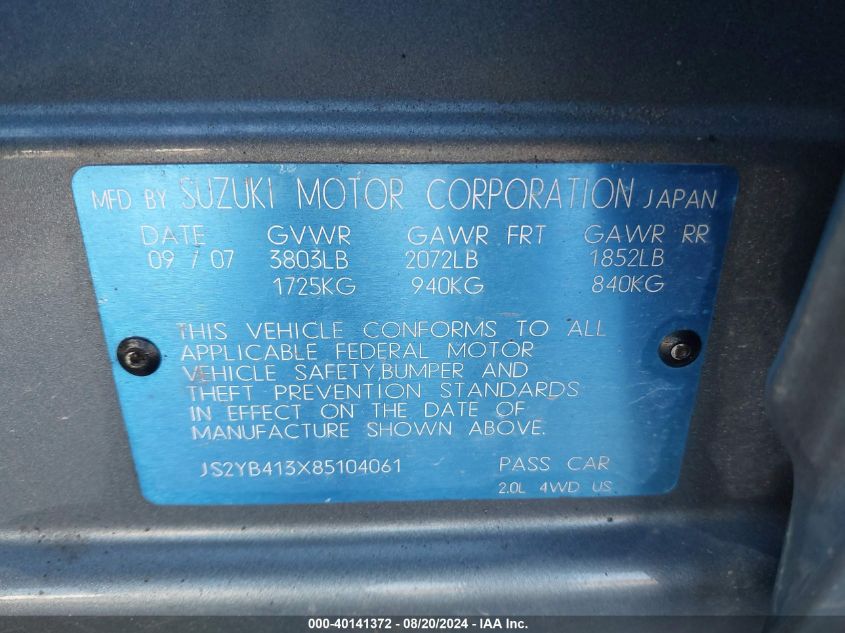 MFD BY SUZUKI MOTOR CORPORATION JAPAN
DATE GVWR GAWR FRT GAWR RR
09 / 07 3803LB 2072LB 1852LB
1725KG 940KG 840KG
THIS VEHICLE CONFORMS TO ALL
APPLICABLE FEDERAL MOTOR
VEHICLE SAFETY,BUMPER AND
THEFT PREVENTION STANDARDS
IN EFFECT ON THE DATE OF
MANUFACTURE SHOWN ABOVE.
JS2YB413X85104061 PASS CAR
2.0L 4WD US
000-40141372 - 08/20/2024 - IAA Inc.